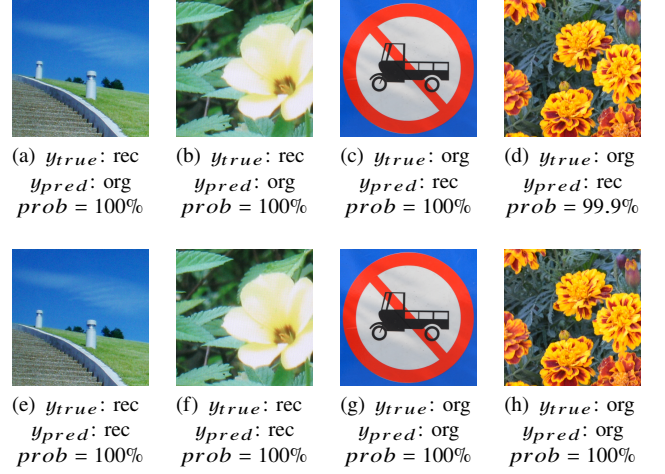 (a) y_true: rec
y_pred: org
prob = 100%
(b) y_true: rec
y_pred: org
prob = 100%
(c) y_true: org
y_pred: rec
prob = 100%
(d) y_true: org
y_pred: rec
prob = 99.9%
(e) y_true: rec
y_pred: rec
prob = 100%
(f) y_true: rec
y_pred: rec
prob = 100%
(g) y_true: org
y_pred: org
prob = 100%
(h) y_true: org
y_pred: org
prob = 100%